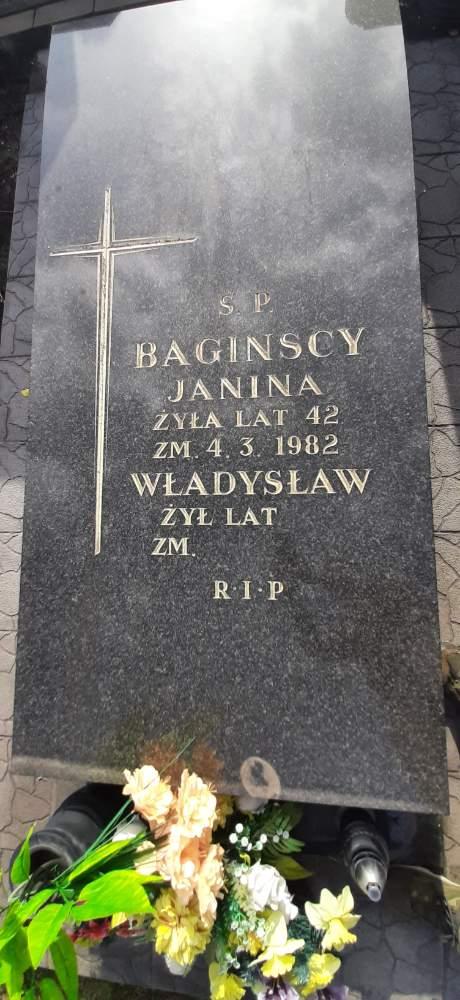 S. P.
BAGINSCY
JANINA
ŻYŁA LAT 42
ZM. 4. 3. 1982
WŁADYSŁAW
ŻYŁ LAT
ZM.
R·I·P